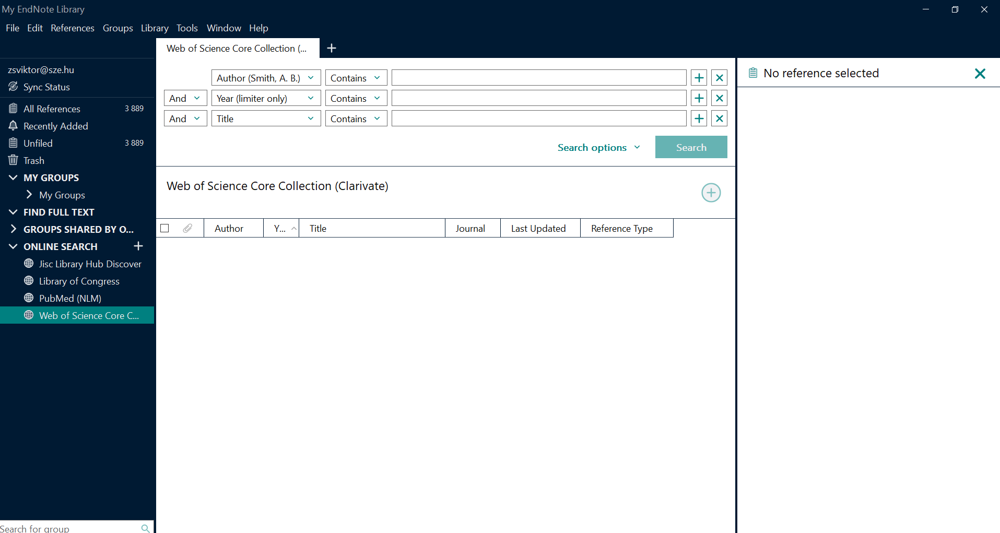 My EndNote Library
File Edit References Groups Library Tools Window Help
Web of Science Core Collection (...
zsviktor@sze.hu
Sync Status
All References 3 889
Recently Added
Unfiled 3 889
Trash
MY GROUPS
My Groups
FIND FULL TEXT
GROUPS SHARED BY O...
ONLINE SEARCH
Jisc Library Hub Discover
Library of Congress
PubMed (NLM)
Web of Science Core C...
Search for group
Author (Smith, A. B.) Contains
And Year (limiter only) Contains
And Title Contains
Search options Search
Web of Science Core Collection (Clarivate)
Author Y... Title Journal Last Updated Reference Type
No reference selected